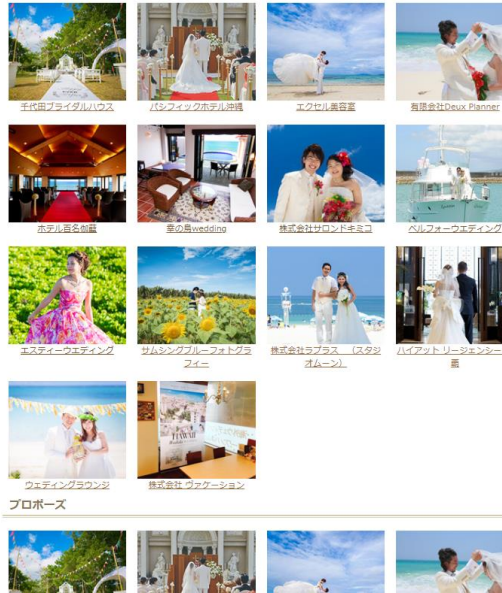 千代田ブライダルハウス
パシフィックホテル沖縄
エクセル美容室
有限会社Deux Planner
ホテル百名伽藍
幸の鳥wedding
株式会社サロンドキミコ
ベルフォーウエディング
エスティーウエディング
サムシングブルーフォトグラ
フィー
株式会社ラプラス （スタジ
オムーン）
ハイアット リージェンシー
ウェディングラウンジ
HAWAII
株式会社 ヴァケーション
プロポーズ